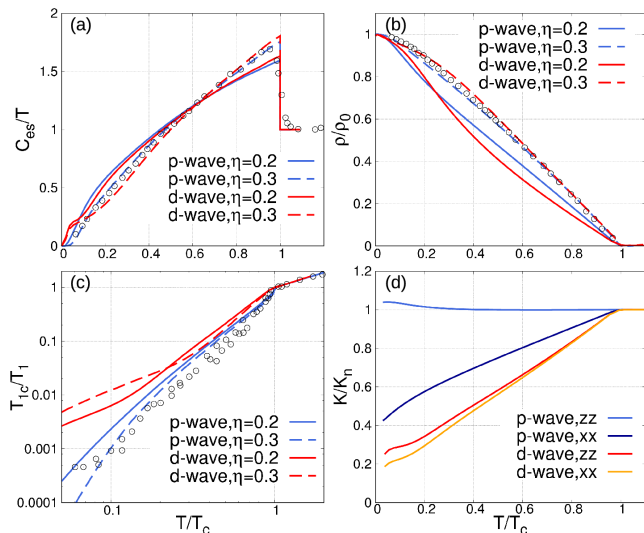 (a)
C_es/T
2
1.5
1
0.5
0
0
0.2
0.4
0.6
0.8
1
p-wave,η=0.2
p-wave,η=0.3
d-wave,η=0.2
d-wave,η=0.3
(b)
ρ/ρ_0
1
0.8
0.6
0.4
0.2
0
0
0.2
0.4
0.6
0.8
1
p-wave,η=0.2
p-wave,η=0.3
d-wave,η=0.2
d-wave,η=0.3
(c)
T_1c/T_1
1
0.1
0.01
0.001
0.0001
0.1
1
T/T_c
p-wave,η=0.2
p-wave,η=0.3
d-wave,η=0.2
d-wave,η=0.3
(d)
K/K_n
1.2
1
0.8
0.6
0.4
0.2
0
0
0.2
0.4
0.6
0.8
1
T/T_c
p-wave,zz
p-wave,xx
d-wave,zz
d-wave,xx